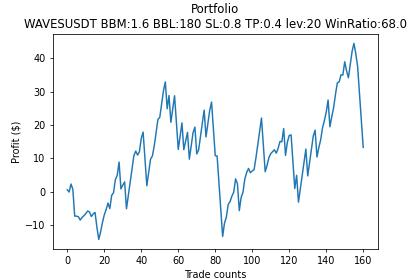 Portfolio
WAVESUSDT BBM:1.6 BBL:180 SL:0.8 TP:0.4 lev:20 WinRatio:68.0
40
30
20
10
0
−10
Profit ($)
0 20 40 60 80 100 120 140 160
Trade counts